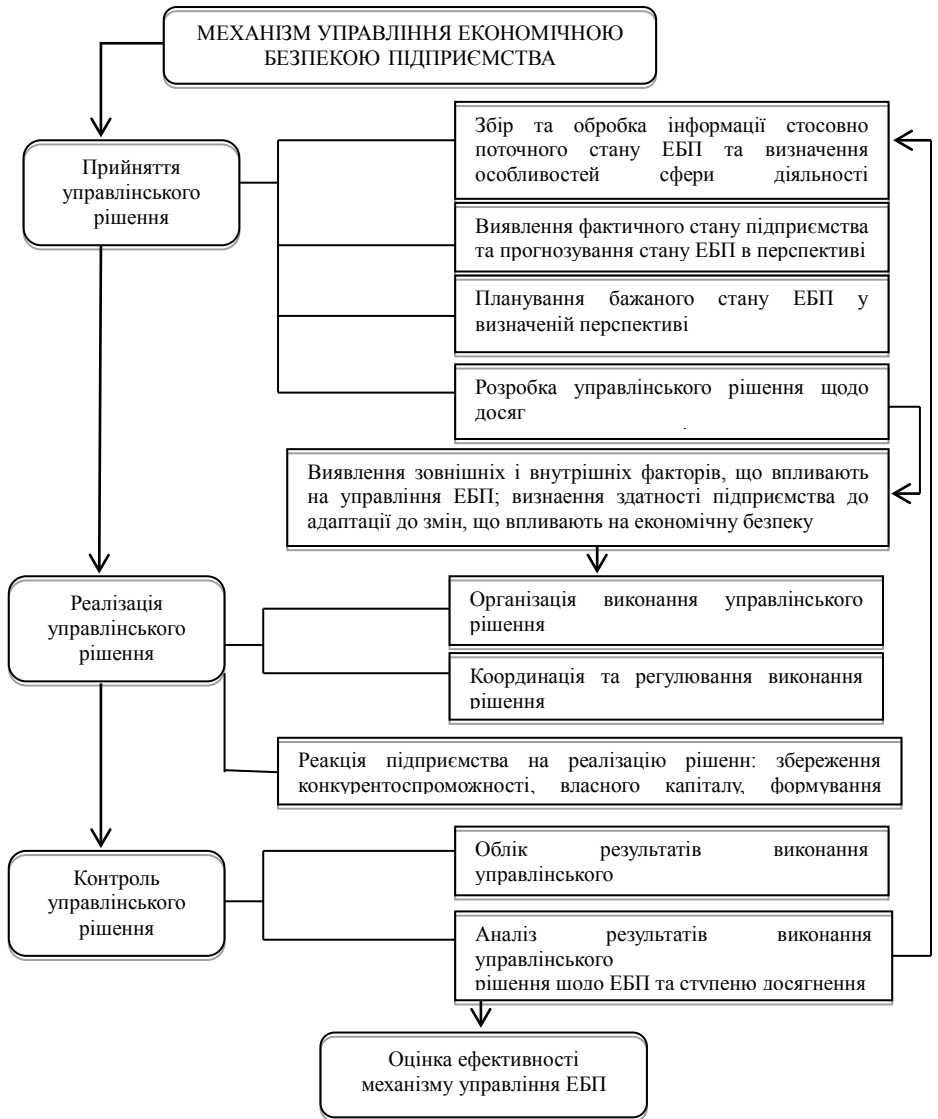 МЕХАНІЗМ УПРАВЛІННЯ ЕКОНОМІЧНОЮ
БЕЗПЕКОЮ ПІДПРИЄМСТВА
Прийняття
управлінського
рішення
Збір та обробка інформації стосовно
поточного стану ЕБП та визначення
особливостей сфери діяльності
Виявлення фактичного стану підприємства
та прогнозування стану ЕБП в перспективі
Планування бажаного стану ЕБП у
визначеній перспективі
Розробка управлінського рішення щодо
досяг
Виявлення зовнішніх і внутрішніх факторів, що впливають
на управління ЕБП; визнаення здатності підприємства до
адаптації до змін, що впливають на економічну безпеку
Реалізація
управлінського
рішення
Організація виконання управлінського
рішення
Координація та регулювання виконання
рішення
Реакція підприємства на реалізацію рішенн: збереження
конкурентоспроможності, власного капіталу, формування
Контроль
управлінського
рішення
Облік результатів виконання
управлінського
Аналіз результатів виконання
управлінського
рішення щодо ЕБП та ступеню досягнення
Оцінка ефективності
механізму управління ЕБП